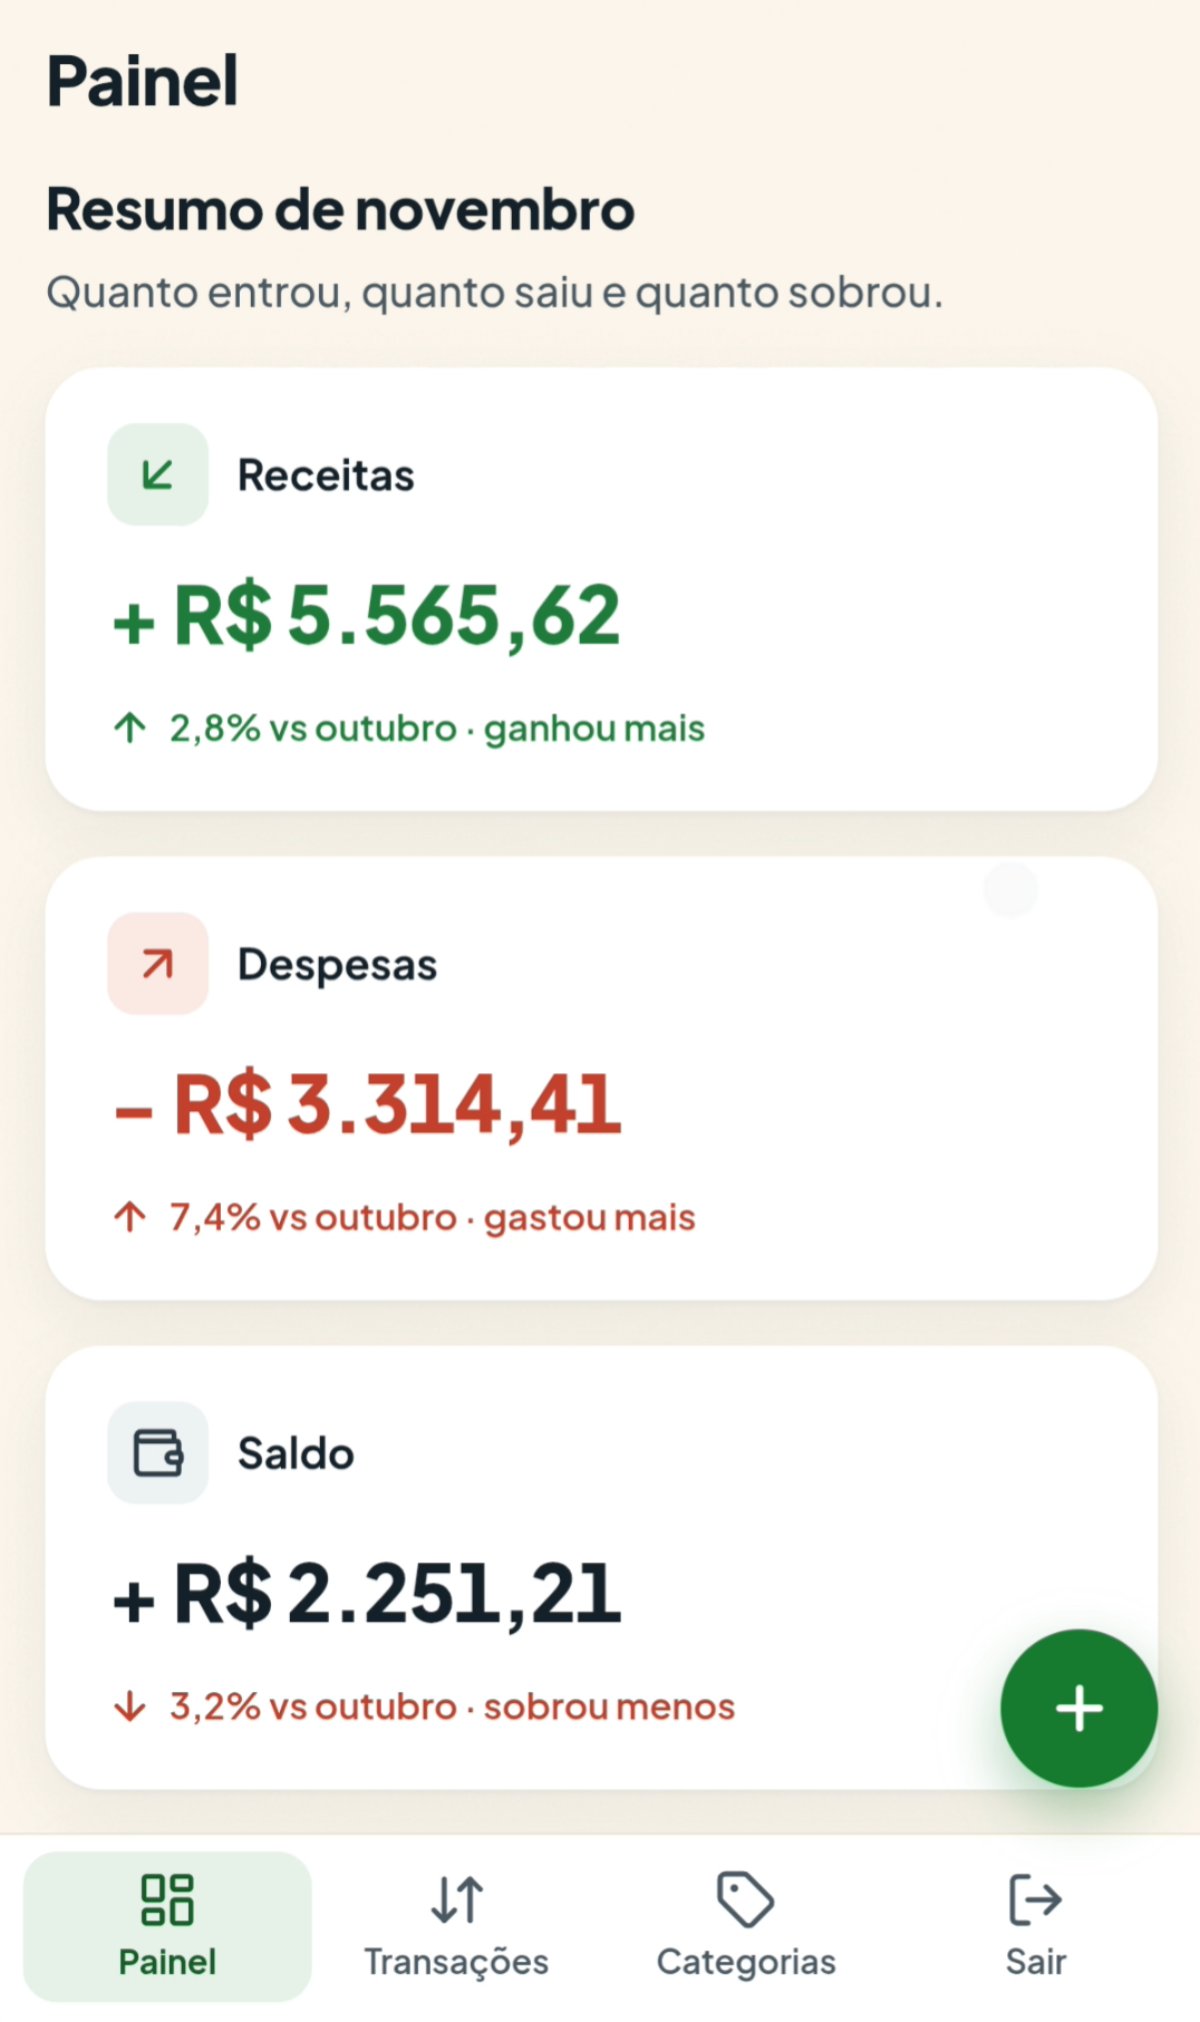 Painel
Resumo de novembro
Quanto entrou, quanto saiu e quanto sobrou.
Receitas
+ R$ 5.565,62
↑ 2,8% vs outubro · ganhou mais
Despesas
− R$ 3.314,41
↑ 7,4% vs outubro · gastou mais
Saldo
+ R$ 2.251,21
↓ 3,2% vs outubro · sobrou menos
Painel Transações Categorias Sair